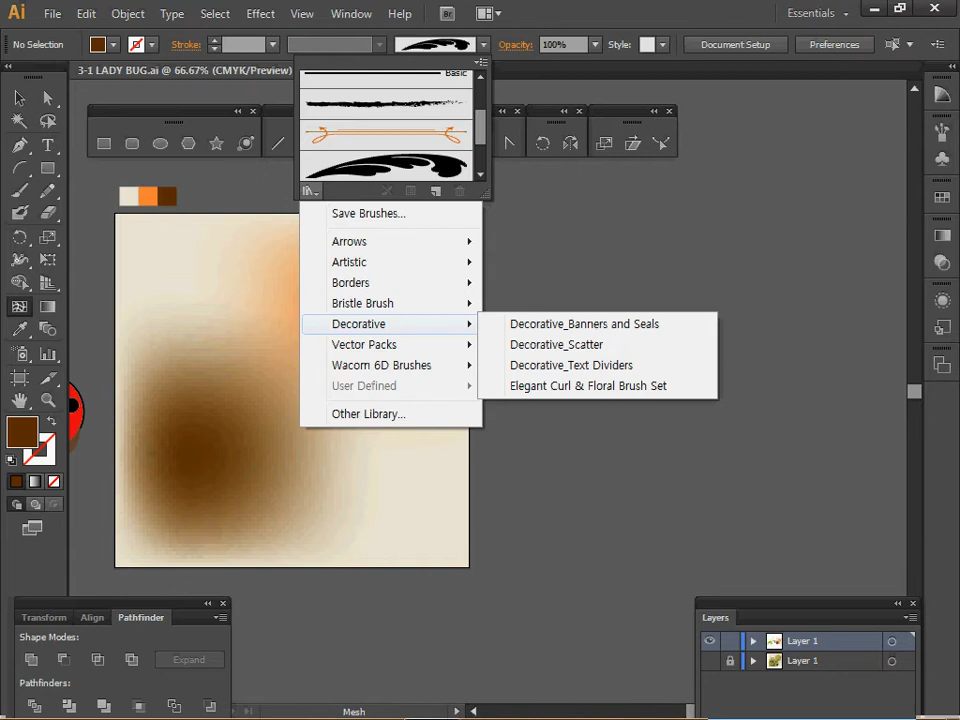 Ai File Edit Object Type Select Effect View Window Help Br Essentials
No Selection Stroke: Opacity: 100% Style: Document Setup Preferences
3-1 LADY BUG.ai @ 66.67% (CMYK/Preview)
Basic
Save Brushes...
Arrows
Artistic
Borders
Bristle Brush
Decorative
Vector Packs
Wacom 6D Brushes
User Defined
Other Library...
Decorative_Banners and Seals
Decorative_Scatter
Decorative_Text Dividers
Elegant Curl & Floral Brush Set
Transform Align Pathfinder
Shape Modes:
Expand
Pathfinders:
Layers
Layer 1
Layer 1
Mesh